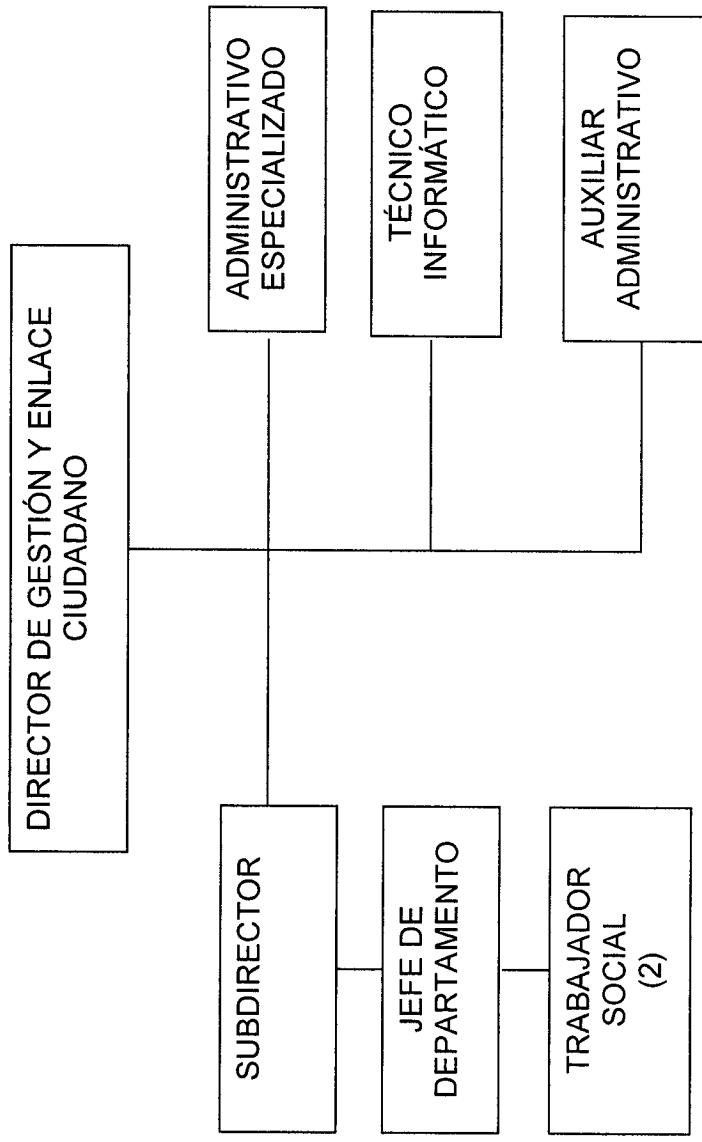 DIRECTOR DE GESTIÓN Y ENLACE
CIUDADANO
SUBDIRECTOR
JEFE DE
DEPARTAMENTO
TRABAJADOR
SOCIAL
(2)
ADMINISTRATIVO
ESPECIALIZADO
TÉCNICO
INFORMÁTICO
AUXILIAR
ADMINISTRATIVO